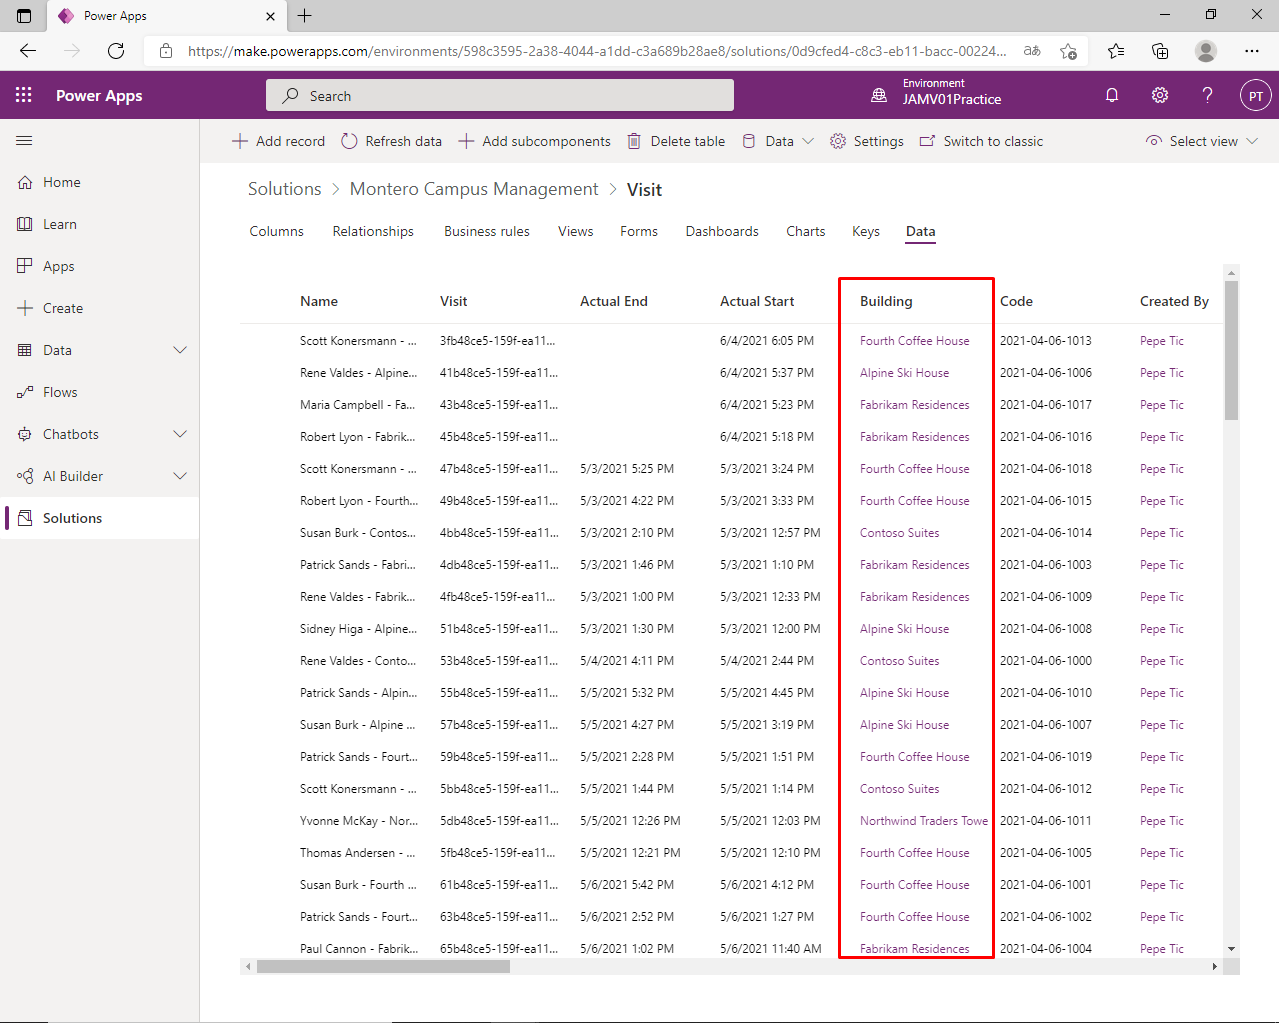 Power Apps
https://make.powerapps.com/environments/598c3595-2a38-4044-a1dd-c3a689b28ae8/solutions/0d9cfed4-c8c3-eb11-bacc-00224...
Power Apps
Search
Environment
JAMV01Practice
PT
Add record
Refresh data
Add subcomponents
Delete table
Data
Settings
Switch to classic
Select view
Home
Learn
Apps
Create
Data
Flows
Chatbots
AI Builder
Solutions
Solutions > Montero Campus Management > Visit
Columns Relationships Business rules Views Forms Dashboards Charts Keys Data
Name Visit Actual End Actual Start Building Code Created By
Scott Konersmann - ... 3fb48ce5-159f-ea11... 6/4/2021 6:05 PM Fourth Coffee House 2021-04-06-1013 Pepe Tic
Rene Valdes - Alpine... 41b48ce5-159f-ea11... 6/4/2021 5:37 PM Alpine Ski House 2021-04-06-1006 Pepe Tic
Maria Campbell - Fa... 43b48ce5-159f-ea11... 6/4/2021 5:23 PM Fabrikam Residences 2021-04-06-1017 Pepe Tic
Robert Lyon - Fabrik... 45b48ce5-159f-ea11... 6/4/2021 5:18 PM Fabrikam Residences 2021-04-06-1016 Pepe Tic
Scott Konersmann - ... 47b48ce5-159f-ea11... 5/3/2021 5:25 PM 5/3/2021 3:24 PM Fourth Coffee House 2021-04-06-1018 Pepe Tic
Robert Lyon - Fourth... 49b48ce5-159f-ea11... 5/3/2021 4:22 PM 5/3/2021 3:33 PM Fourth Coffee House 2021-04-06-1015 Pepe Tic
Susan Burk - Contos... 4bb48ce5-159f-ea11... 5/3/2021 2:10 PM 5/3/2021 12:57 PM Contoso Suites 2021-04-06-1014 Pepe Tic
Patrick Sands - Fabri... 4db48ce5-159f-ea11... 5/3/2021 1:46 PM 5/3/2021 1:10 PM Fabrikam Residences 2021-04-06-1003 Pepe Tic
Rene Valdes - Fabrik... 4fb48ce5-159f-ea11... 5/3/2021 1:00 PM 5/3/2021 12:33 PM Fabrikam Residences 2021-04-06-1009 Pepe Tic
Sidney Higa - Alpine... 51b48ce5-159f-ea11... 5/3/2021 1:30 PM 5/3/2021 12:00 PM Alpine Ski House 2021-04-06-1008 Pepe Tic
Rene Valdes - Conto... 53b48ce5-159f-ea11... 5/4/2021 4:11 PM 5/4/2021 2:44 PM Contoso Suites 2021-04-06-1000 Pepe Tic
Patrick Sands - Alpin... 55b48ce5-159f-ea11... 5/5/2021 5:32 PM 5/5/2021 4:45 PM Alpine Ski House 2021-04-06-1010 Pepe Tic
Susan Burk - Alpine ... 57b48ce5-159f-ea11... 5/5/2021 4:27 PM 5/5/2021 3:19 PM Alpine Ski House 2021-04-06-1007 Pepe Tic
Patrick Sands - Fourt... 59b48ce5-159f-ea11... 5/5/2021 2:28 PM 5/5/2021 1:51 PM Fourth Coffee House 2021-04-06-1019 Pepe Tic
Scott Konersmann - ... 5bb48ce5-159f-ea11... 5/5/2021 1:44 PM 5/5/2021 1:14 PM Contoso Suites 2021-04-06-1012 Pepe Tic
Yvonne McKay - Nor... 5db48ce5-159f-ea11... 5/5/2021 12:26 PM 5/5/2021 12:03 PM Northwind Traders Towe 2021-04-06-1011 Pepe Tic
Thomas Andersen - ... 5fb48ce5-159f-ea11... 5/5/2021 12:21 PM 5/5/2021 12:10 PM Fourth Coffee House 2021-04-06-1005 Pepe Tic
Susan Burk - Fourth ... 61b48ce5-159f-ea11... 5/6/2021 5:42 PM 5/6/2021 4:12 PM Fourth Coffee House 2021-04-06-1001 Pepe Tic
Patrick Sands - Fourt... 63b48ce5-159f-ea11... 5/6/2021 2:52 PM 5/6/2021 1:27 PM Fourth Coffee House 2021-04-06-1002 Pepe Tic
Paul Cannon - Fabrik... 65b48ce5-159f-ea11... 5/6/2021 1:02 PM 5/6/2021 11:40 AM Fabrikam Residences 2021-04-06-1004 Pepe Tic